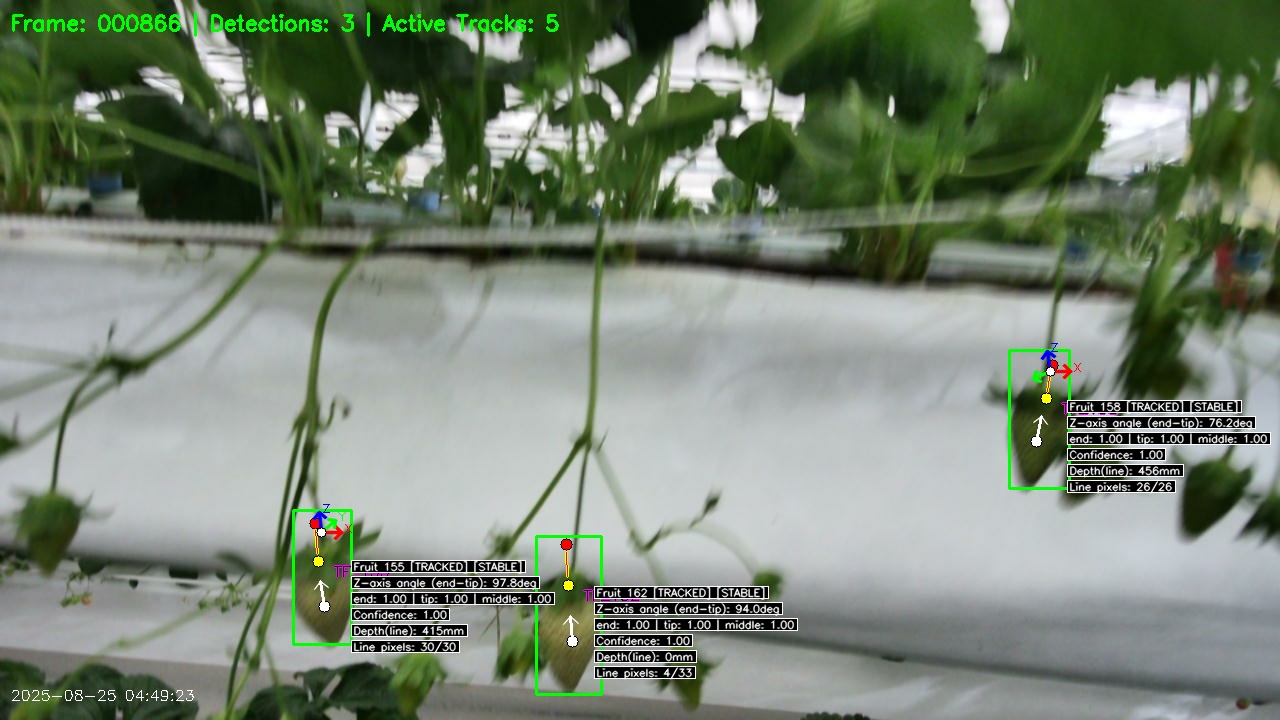 Frame: 000866 | Detections: 3 | Active Tracks: 5
Z
X
Fruit 158 [TRACKED] [STABLE]
Z-axis angle (end-tip): 76.2deg
end: 1.00 | tip: 1.00 | middle: 1.00
Confidence: 1.00
Depth(line): 456mm
Line pixels: 26/26
Z
Fruit 155 [TRACKED] [STABLE]
Z-axis angle (end-tip): 97.8deg
end: 1.00 | tip: 1.00 | middle: 1.00
Confidence: 1.00
Depth(line): 415mm
Line pixels: 30/30
Fruit 162 [TRACKED] [STABLE]
Z-axis angle (end-tip): 94.0deg
end: 1.00 | tip: 1.00 | middle: 1.00
Confidence: 1.00
Depth(line): 0mm
Line pixels: 4/33
2025-08-25 04:49:23